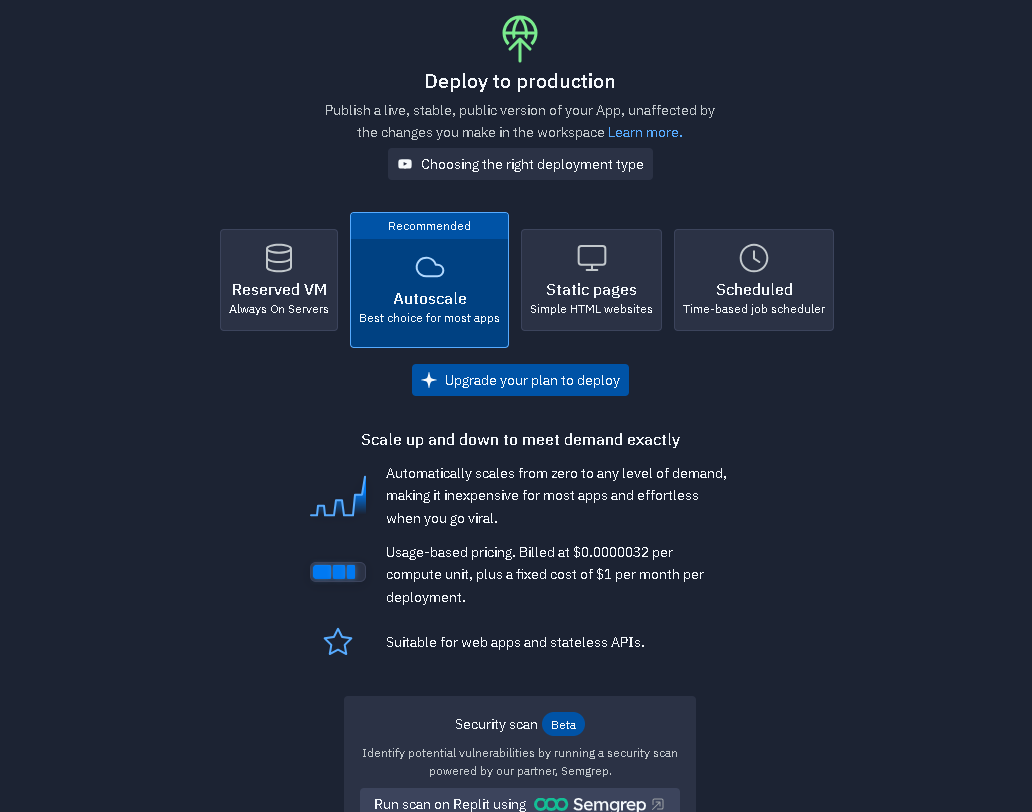 Deploy to production
Publish a live, stable, public version of your App, unaffected by
the changes you make in the workspace Learn more.
Choosing the right deployment type
Reserved VM
Always On Servers
Recommended
Autoscale
Best choice for most apps
Static pages
Simple HTML websites
Scheduled
Time-based job scheduler
Upgrade your plan to deploy
Scale up and down to meet demand exactly
Automatically scales from zero to any level of demand,
making it inexpensive for most apps and effortless
when you go viral.
Usage-based pricing. Billed at $0.0000032 per
compute unit, plus a fixed cost of $1 per month per
deployment.
Suitable for web apps and stateless APIs.
Security scan Beta
Identify potential vulnerabilities by running a security scan
powered by our partner, Semgrep.
Run scan on Replit using Semgrep